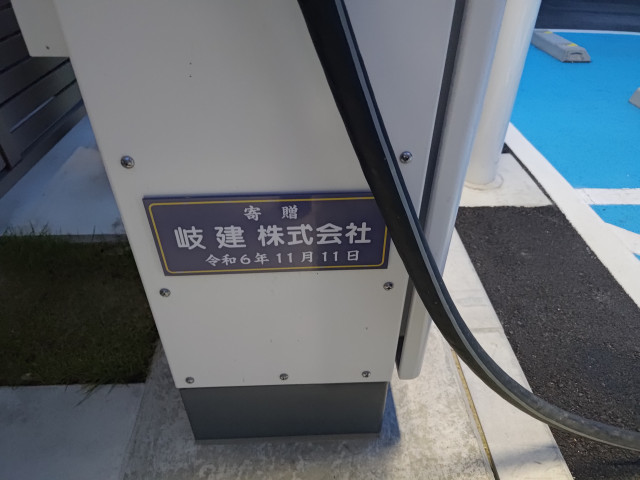 寄贈
岐建 株式会社
令和6年11月11日